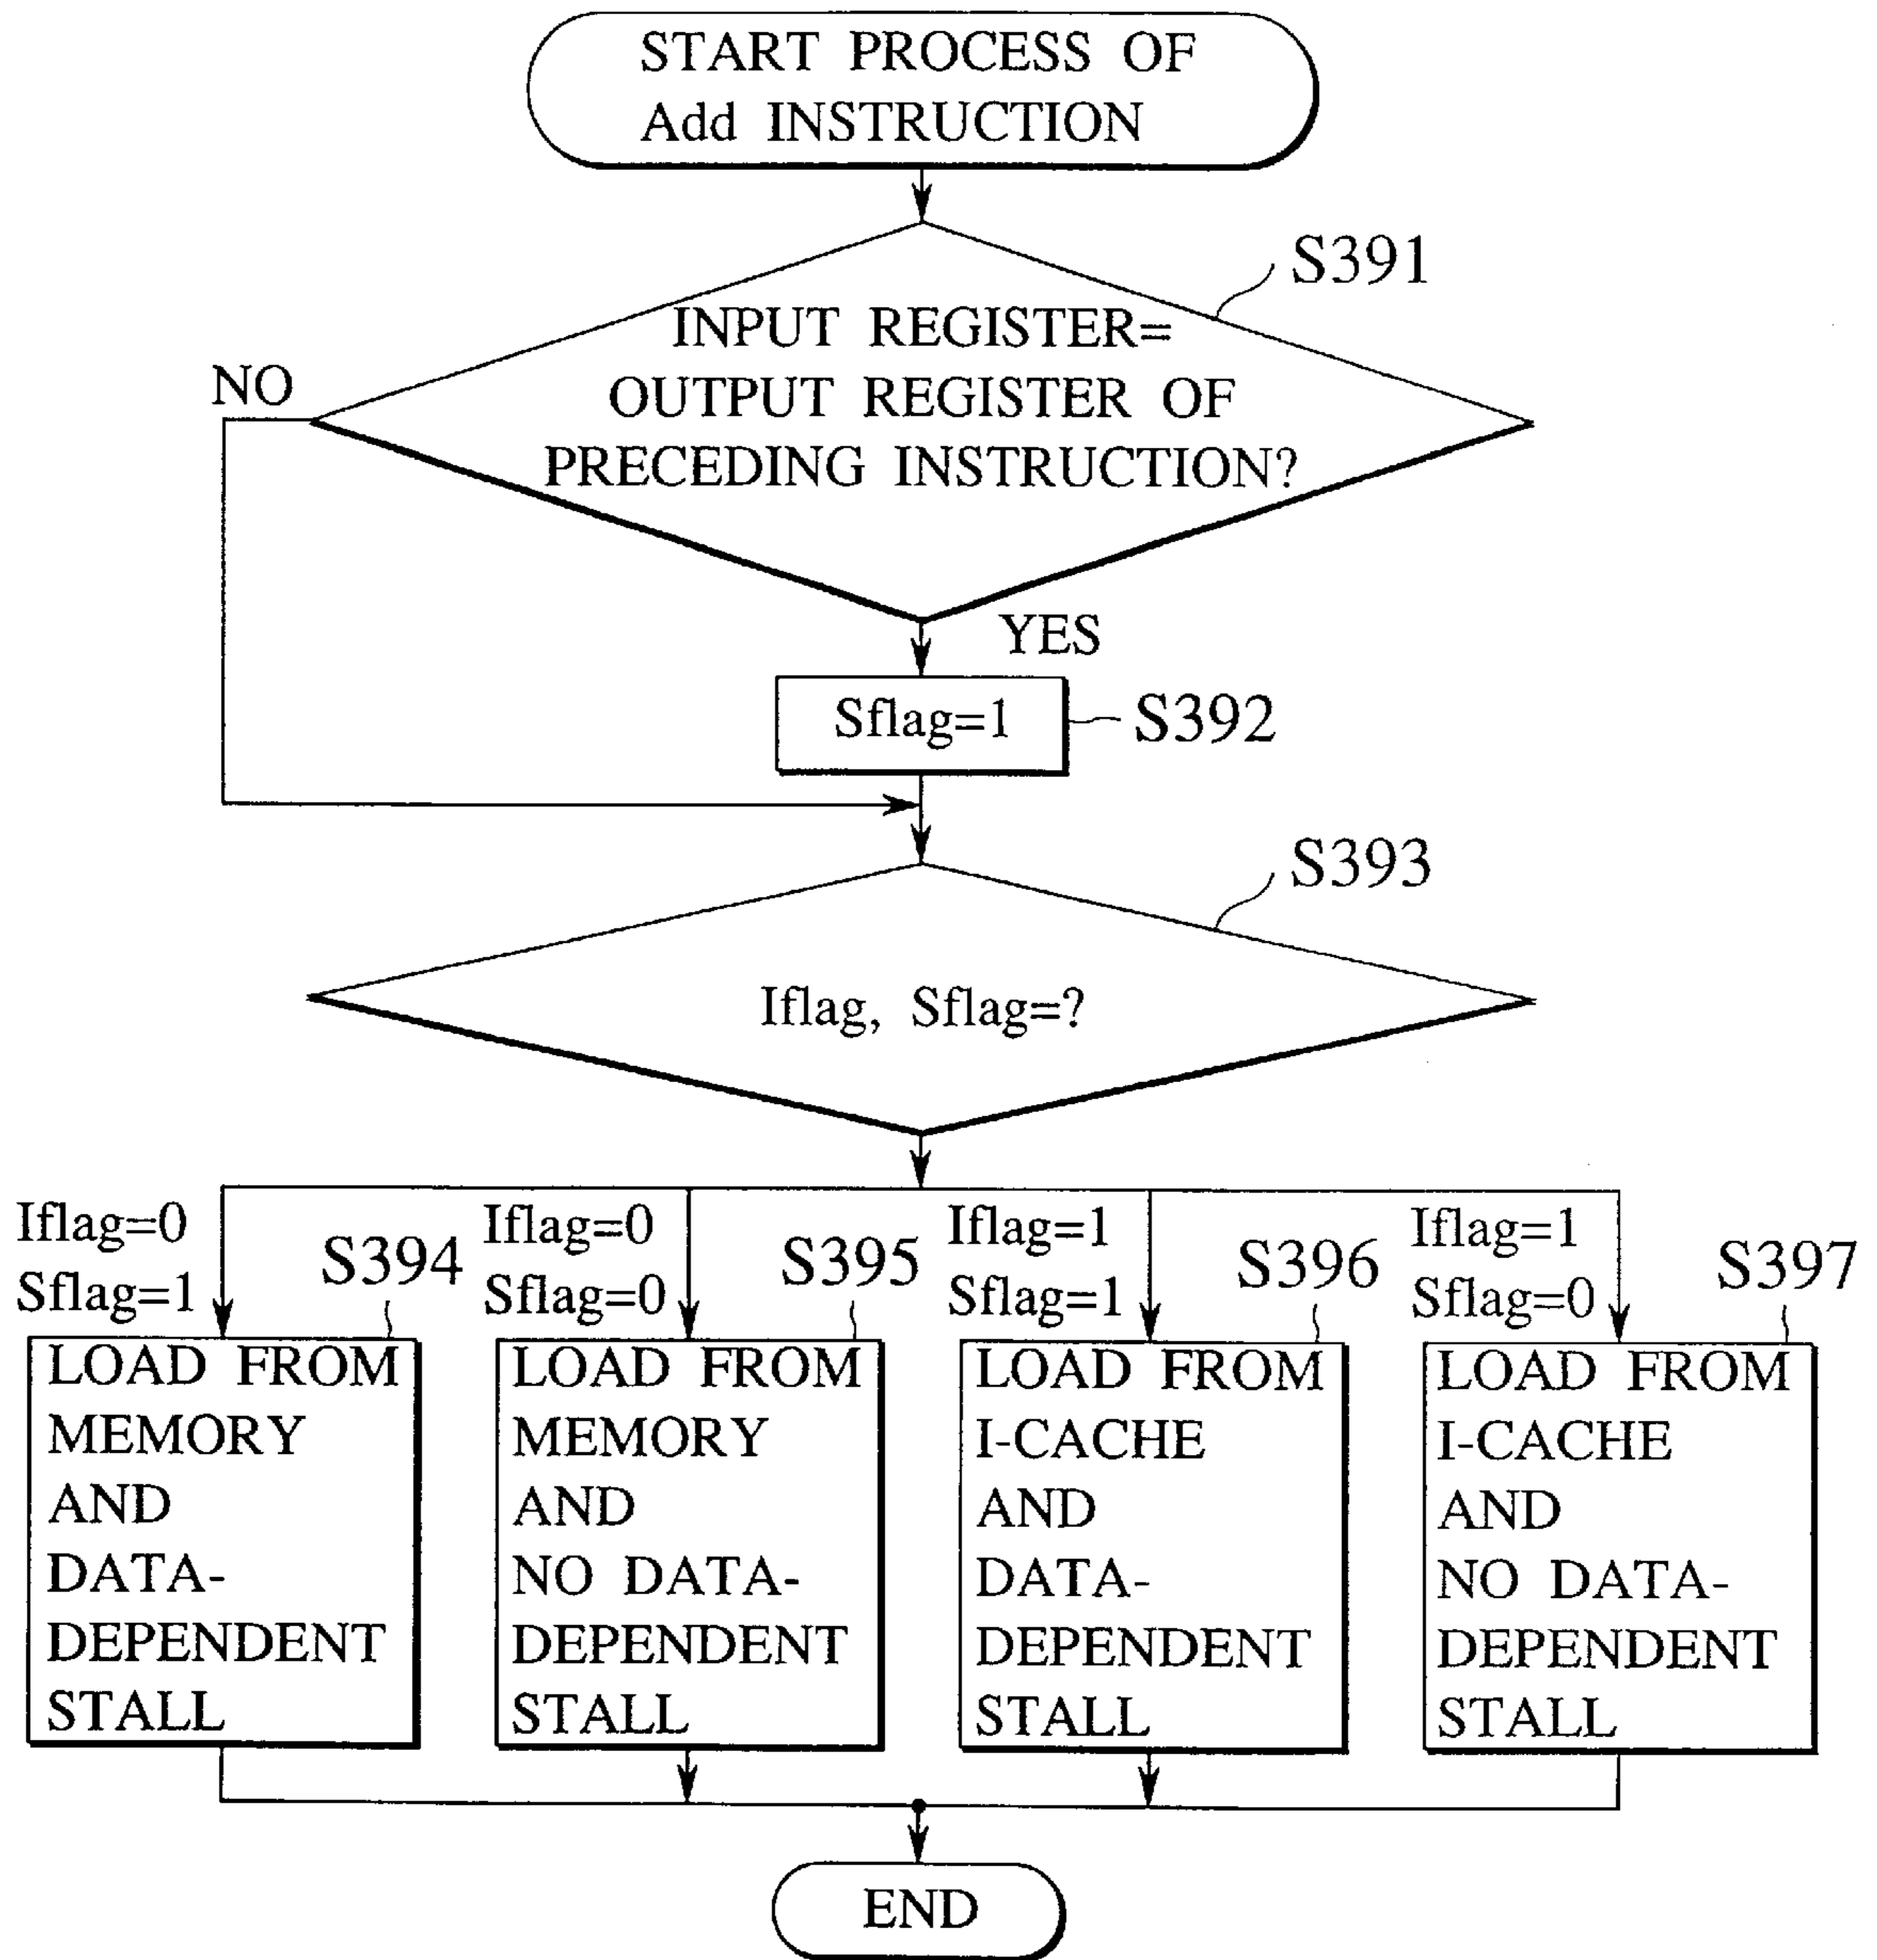 START PROCESS OF
Add INSTRUCTION
S391
INPUT REGISTER=
OUTPUT REGISTER OF
PRECEDING INSTRUCTION?
NO
YES
Sflag=1
S392
S393
Iflag, Sflag=?
Iflag=0
Sflag=1
S394
Iflag=0
Sflag=0
S395
Iflag=1
Sflag=1
S396
Iflag=1
Sflag=0
S397
LOAD FROM
MEMORY
AND
DATA-
DEPENDENT
STALL
LOAD FROM
MEMORY
AND
NO DATA-
DEPENDENT
STALL
LOAD FROM
I-CACHE
AND
DATA-
DEPENDENT
STALL
LOAD FROM
I-CACHE
AND
NO DATA-
DEPENDENT
STALL
END